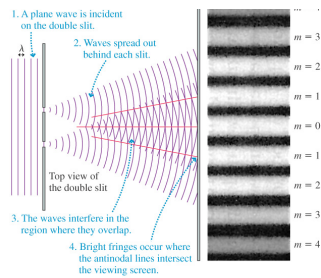 1. A plane wave is incident
on the double slit.
2. Waves spread out
behind each slit.
λ
Top view of
the double slit
3. The waves interfere in the
region where they overlap.
4. Bright fringes occur where
the antinodal lines intersect
the viewing screen.
m = 3
m = 2
m = 1
m = 0
m = 1
m = 2
m = 3
m = 4